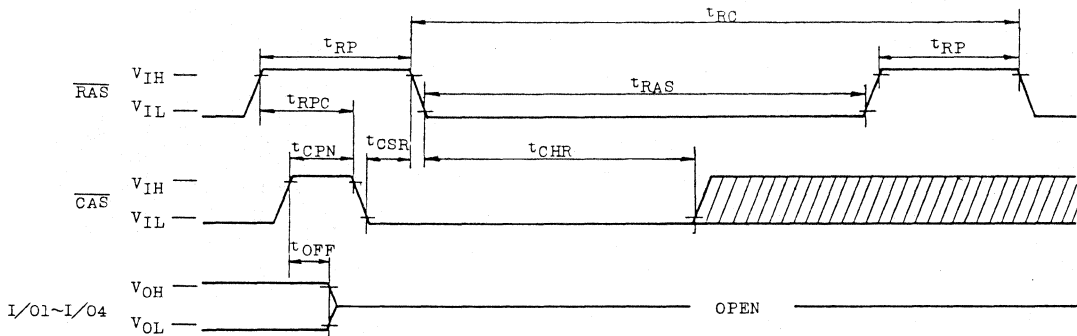 tRC
tRP
tRP
RAS
VIH
VIL
tRAS
tRPC
tCSR
tCPN
tCHR
CAS
VIH
VIL
tOFF
I/O1~I/O4
VOH
VOL
OPEN